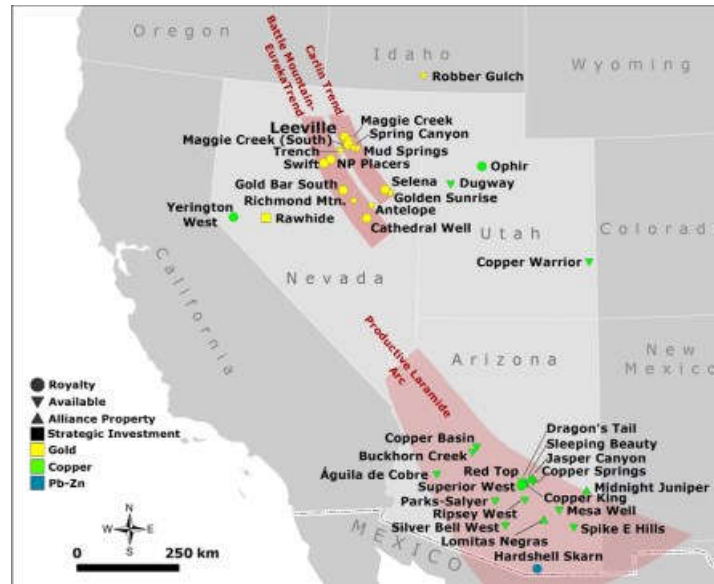 Oregon
Idaho
Wyoming
Robber Gulch
Battle Mountain-
EurekaTrend
Carlin Trend
Maggie Creek
Leeville
Spring Canyon
Maggie Creek (South)
Trench
Mud Springs
Swift
NP Placers
Ophir
Gold Bar South
Selena
Dugway
Richmond Mtn.
Golden Sunrise
Yerington
West
Rawhide
Antelope
Cathedral Well
Utah
Colorad
Nevada
Copper Warrior
California
Productive Laramide
Arc
Arizona
New
Mexico
Royalty
Available
Alliance Property
Strategic Investment
Gold
Copper
Pb-Zn
Dragon's Tail
Sleeping Beauty
Jasper Canyon
Copper Basin
Buckhorn Creek
Red Top
Copper Springs
Águila de Cobre
Superior West
Midnight Juniper
Copper King
Parks-Salyer
Mesa Well
Ripsey West
Silver Bell West
Spike E Hills
Lomitas Negras
Hardshell Skarn
MEXICO
N
W
E
S
0
250 km